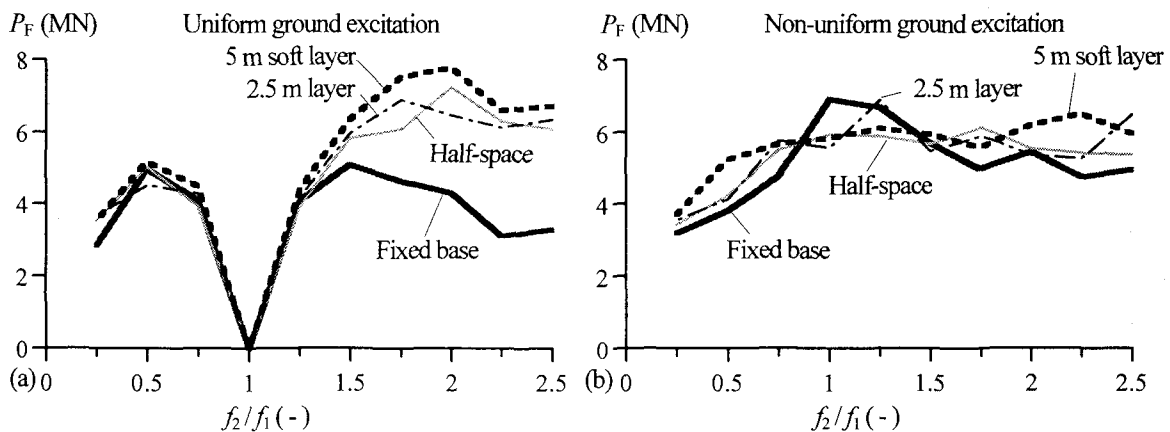 P_F (MN) Uniform ground excitation
8
5 m soft layer
2.5 m layer
6
Half-space
4
Fixed base
2
0
(a) 0 0.5 1 1.5 2 2.5
f_2/f_1 ( - )
P_F (MN) Non-uniform ground excitation
8
5 m soft layer
2.5 m layer
6
Half-space
4
Fixed base
2
0
(b) 0 0.5 1 1.5 2 2.5
f_2/f_1 ( - )